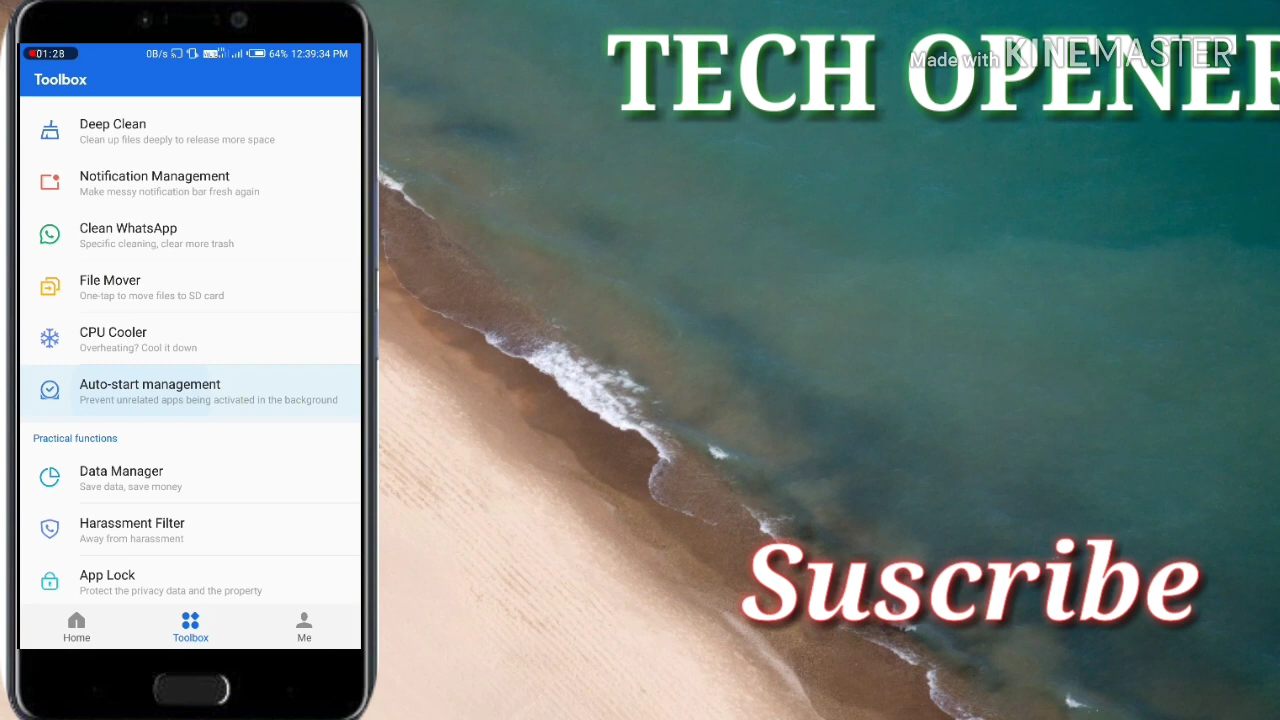 01:28 0B/s 64% 12:39:34 PM
Toolbox
Deep Clean
Clean up files deeply to release more space
Notification Management
Make messy notification bar fresh again
Clean WhatsApp
Specific cleaning, clear more trash
File Mover
One-tap to move files to SD card
CPU Cooler
Overheating? Cool it down
Auto-start management
Prevent unrelated apps being activated in the background
Practical functions
Data Manager
Save data, save money
Harassment Filter
Away from harassment
App Lock
Protect the privacy data and the property
Home Toolbox Me
TECH OPENER
Made with KINEMASTER
Suscribe